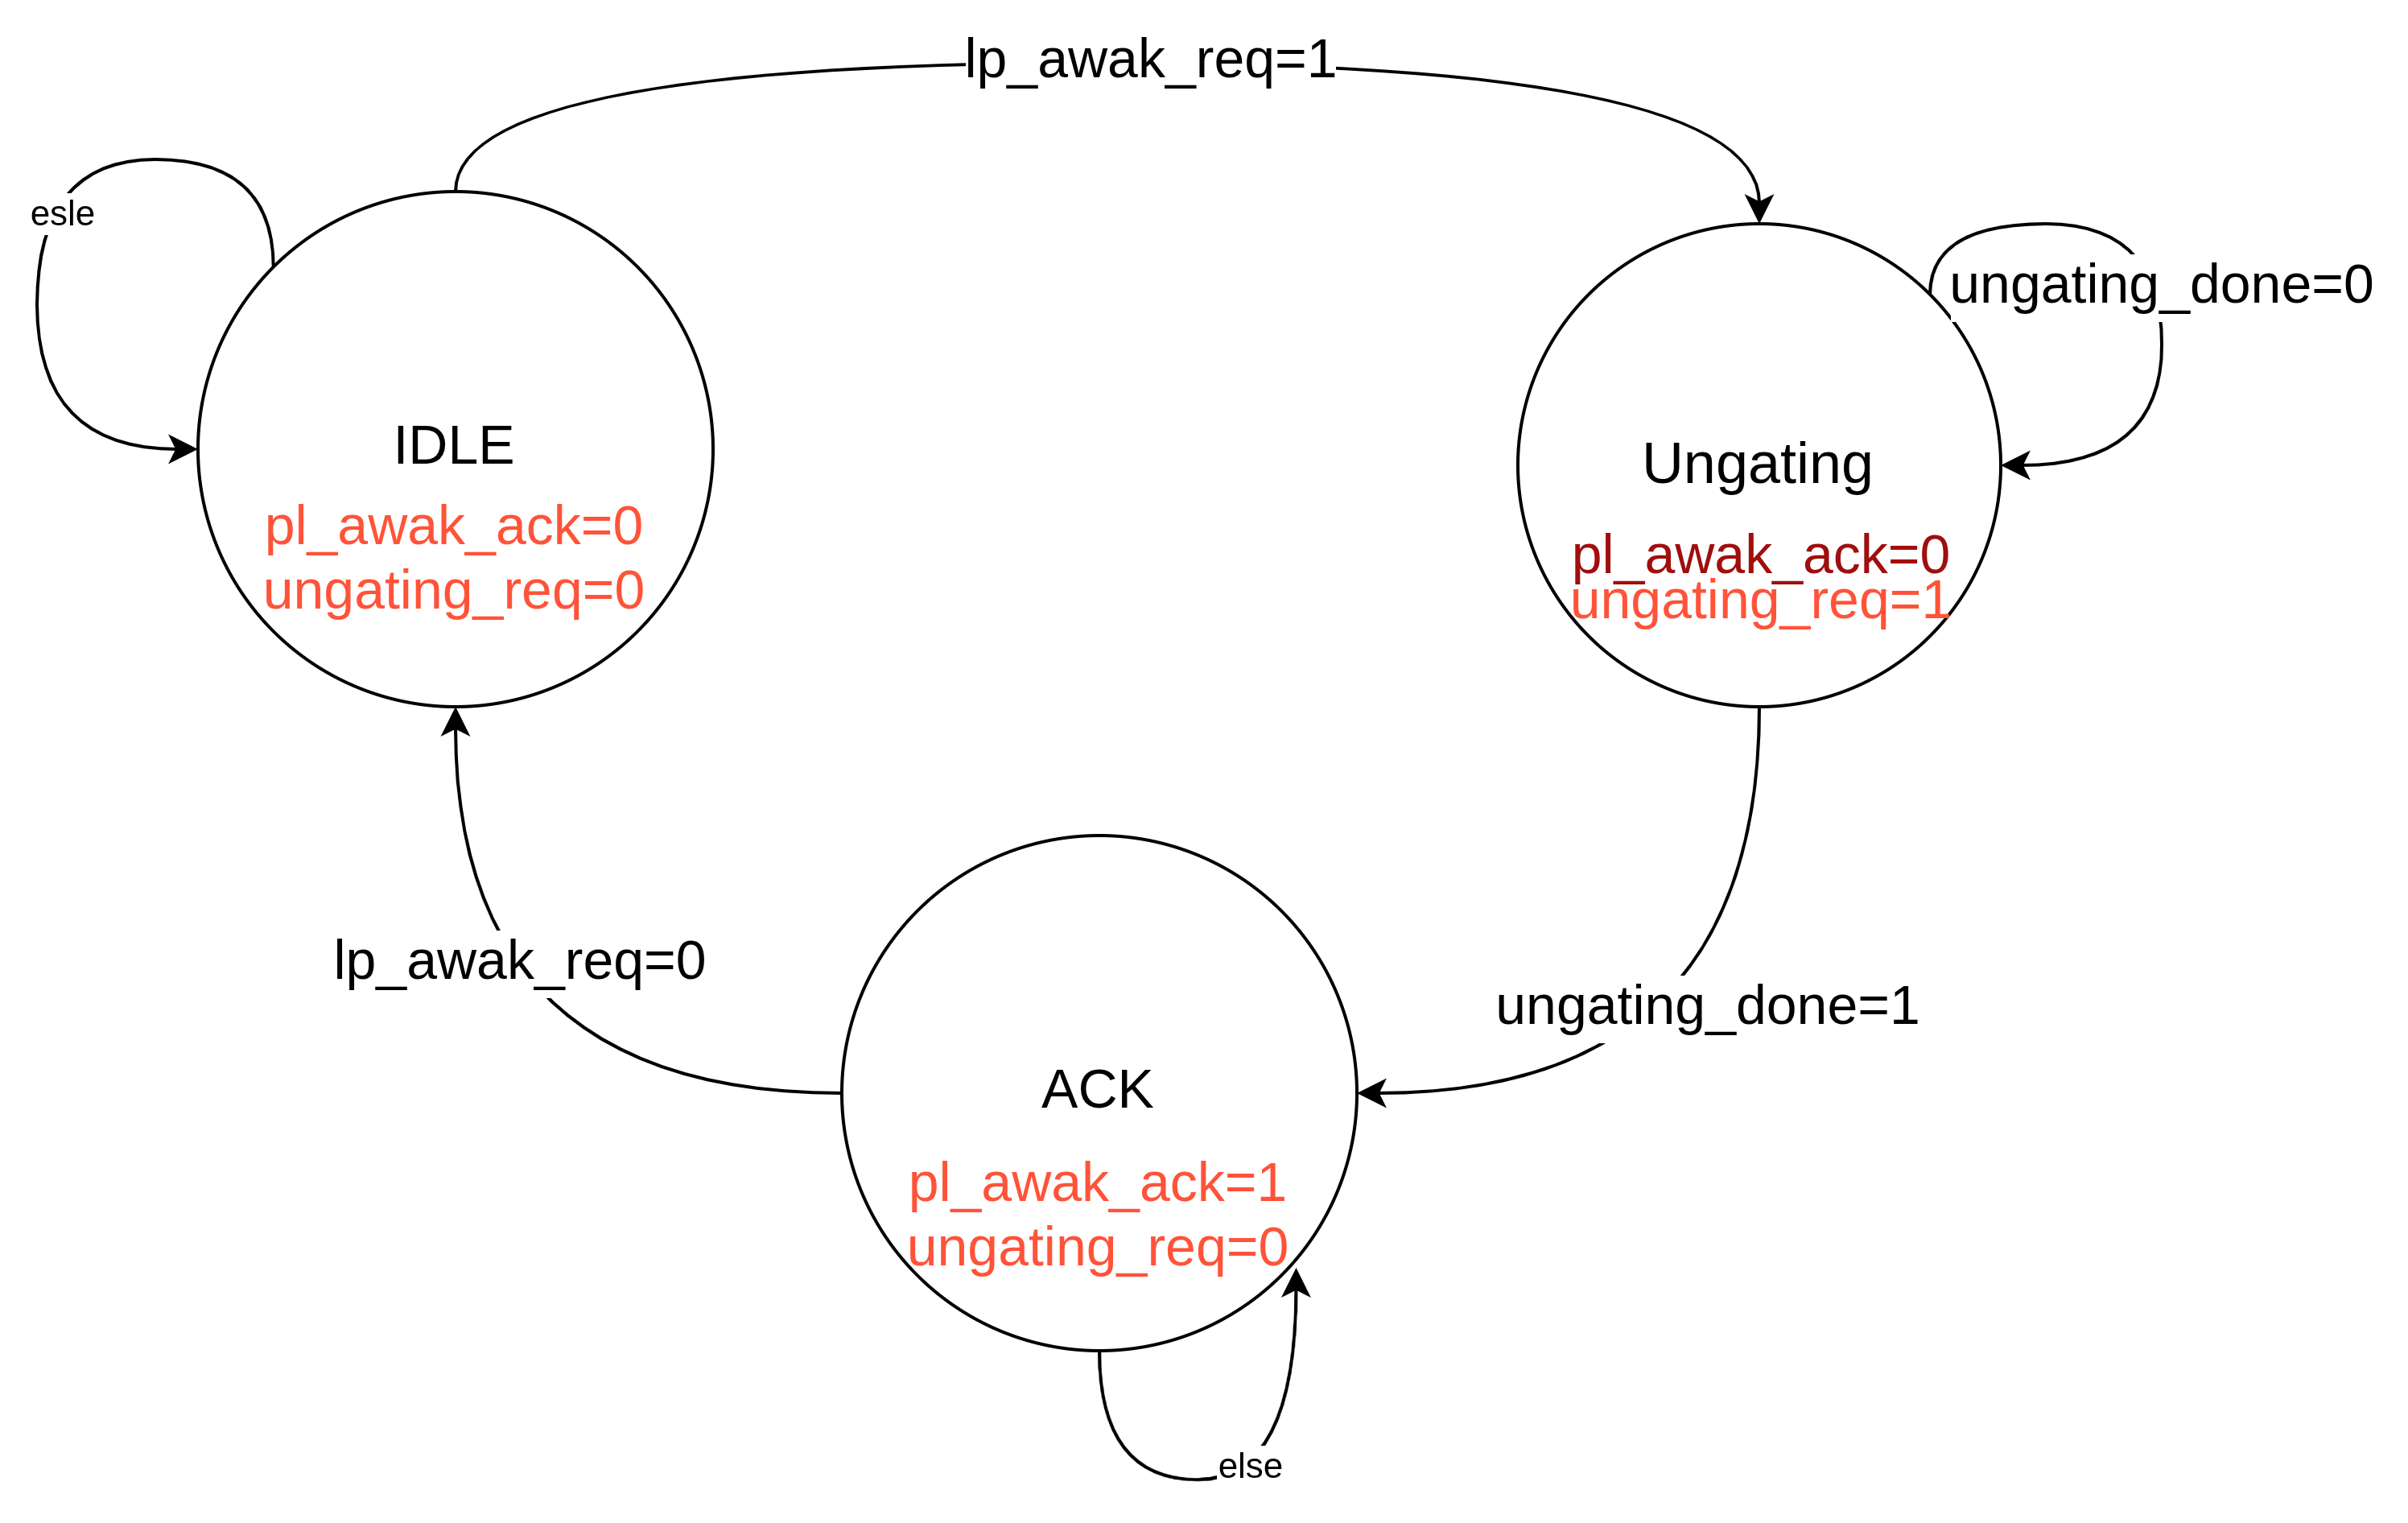 lp_awak_req=1
esle
ungating_done=0
IDLE
pl_awak_ack=0
ungating_req=0
Ungating
pl_awak_ack=0
ungating_req=1
lp_awak_req=0
ungating_done=1
ACK
pl_awak_ack=1
ungating_req=0
else